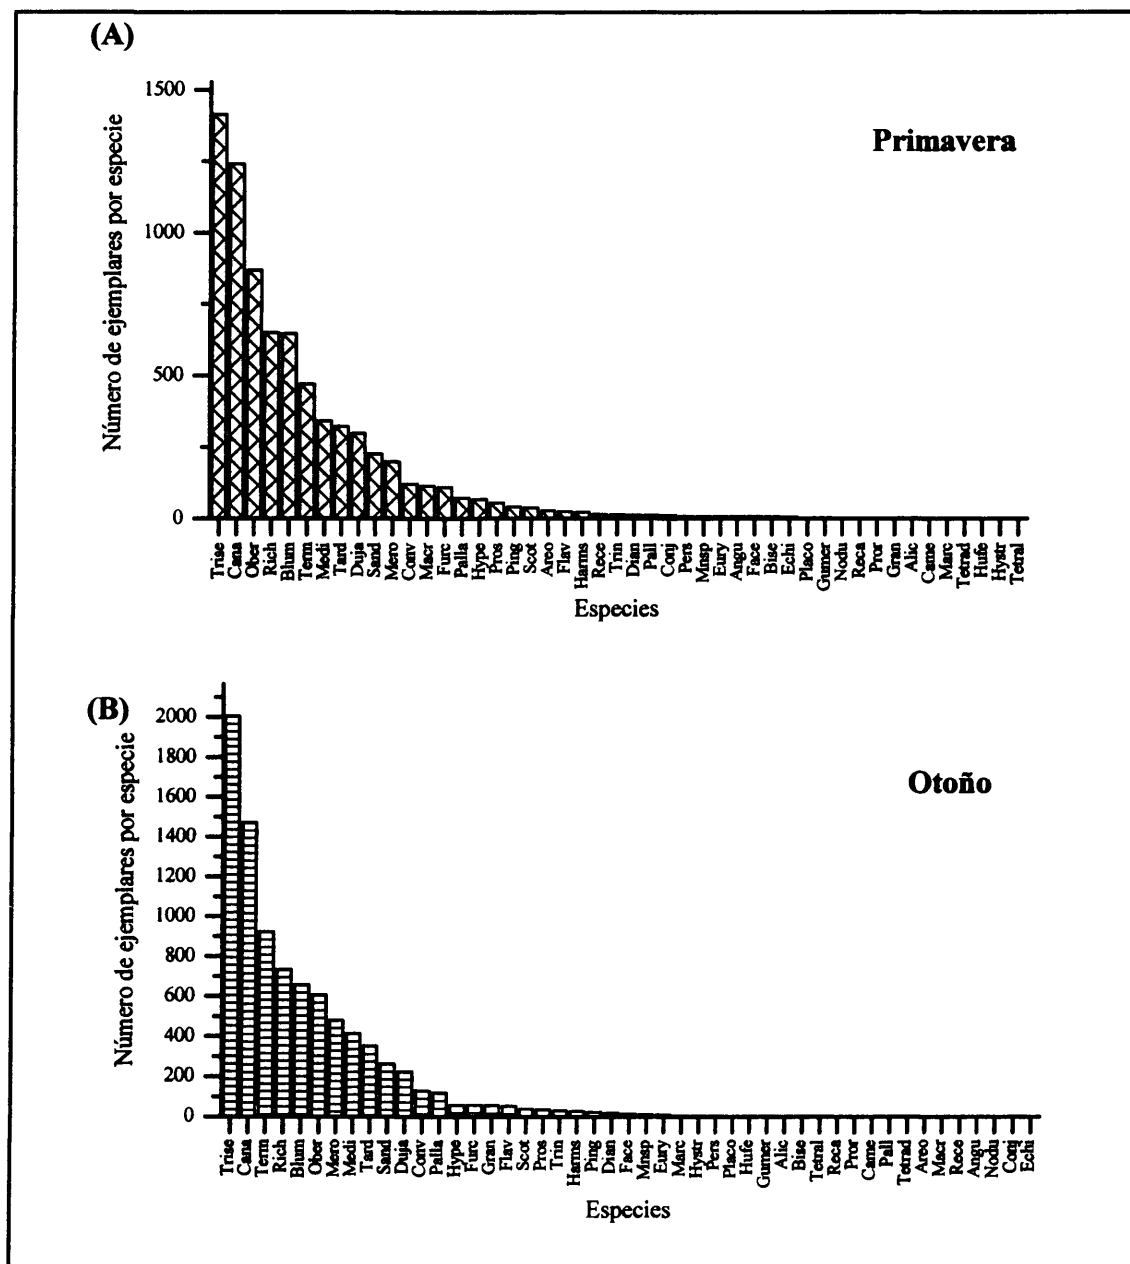 (A)
Primavera
Número de ejemplares por especie
1500
1000
500
0
Trise Cana Ober Rich Blum Term Medi Tard Duja Sand Mero Conv Macr Furc Palla Hype Pros Ping Scot Areo Flav Harms Rece Trin Dian Pall Conj Pers Mnsp Eury Angu Face Bise Echi Placo Gumer Nodu Reca Pror Gran Alic Came Marc Tetrad Hufe Hystr Tetral
Especies
(B)
Otoño
Número de ejemplares por especie
2000
1800
1600
1400
1200
1000
800
600
400
200
0
Trise Cana Term Rich Blum Ober Mero Medi Tard Sand Duja Conv Palla Hype Furc Gran Flav Scot Pros Trin Harms Ping Dian Face Mnsp Eury Marc Hystr Pers Placo Hufe Gumer Alic Bise Tetral Reca Pror Came Pall Tetrad Areo Macr Rece Angu Nodu Conj Echi
Especies